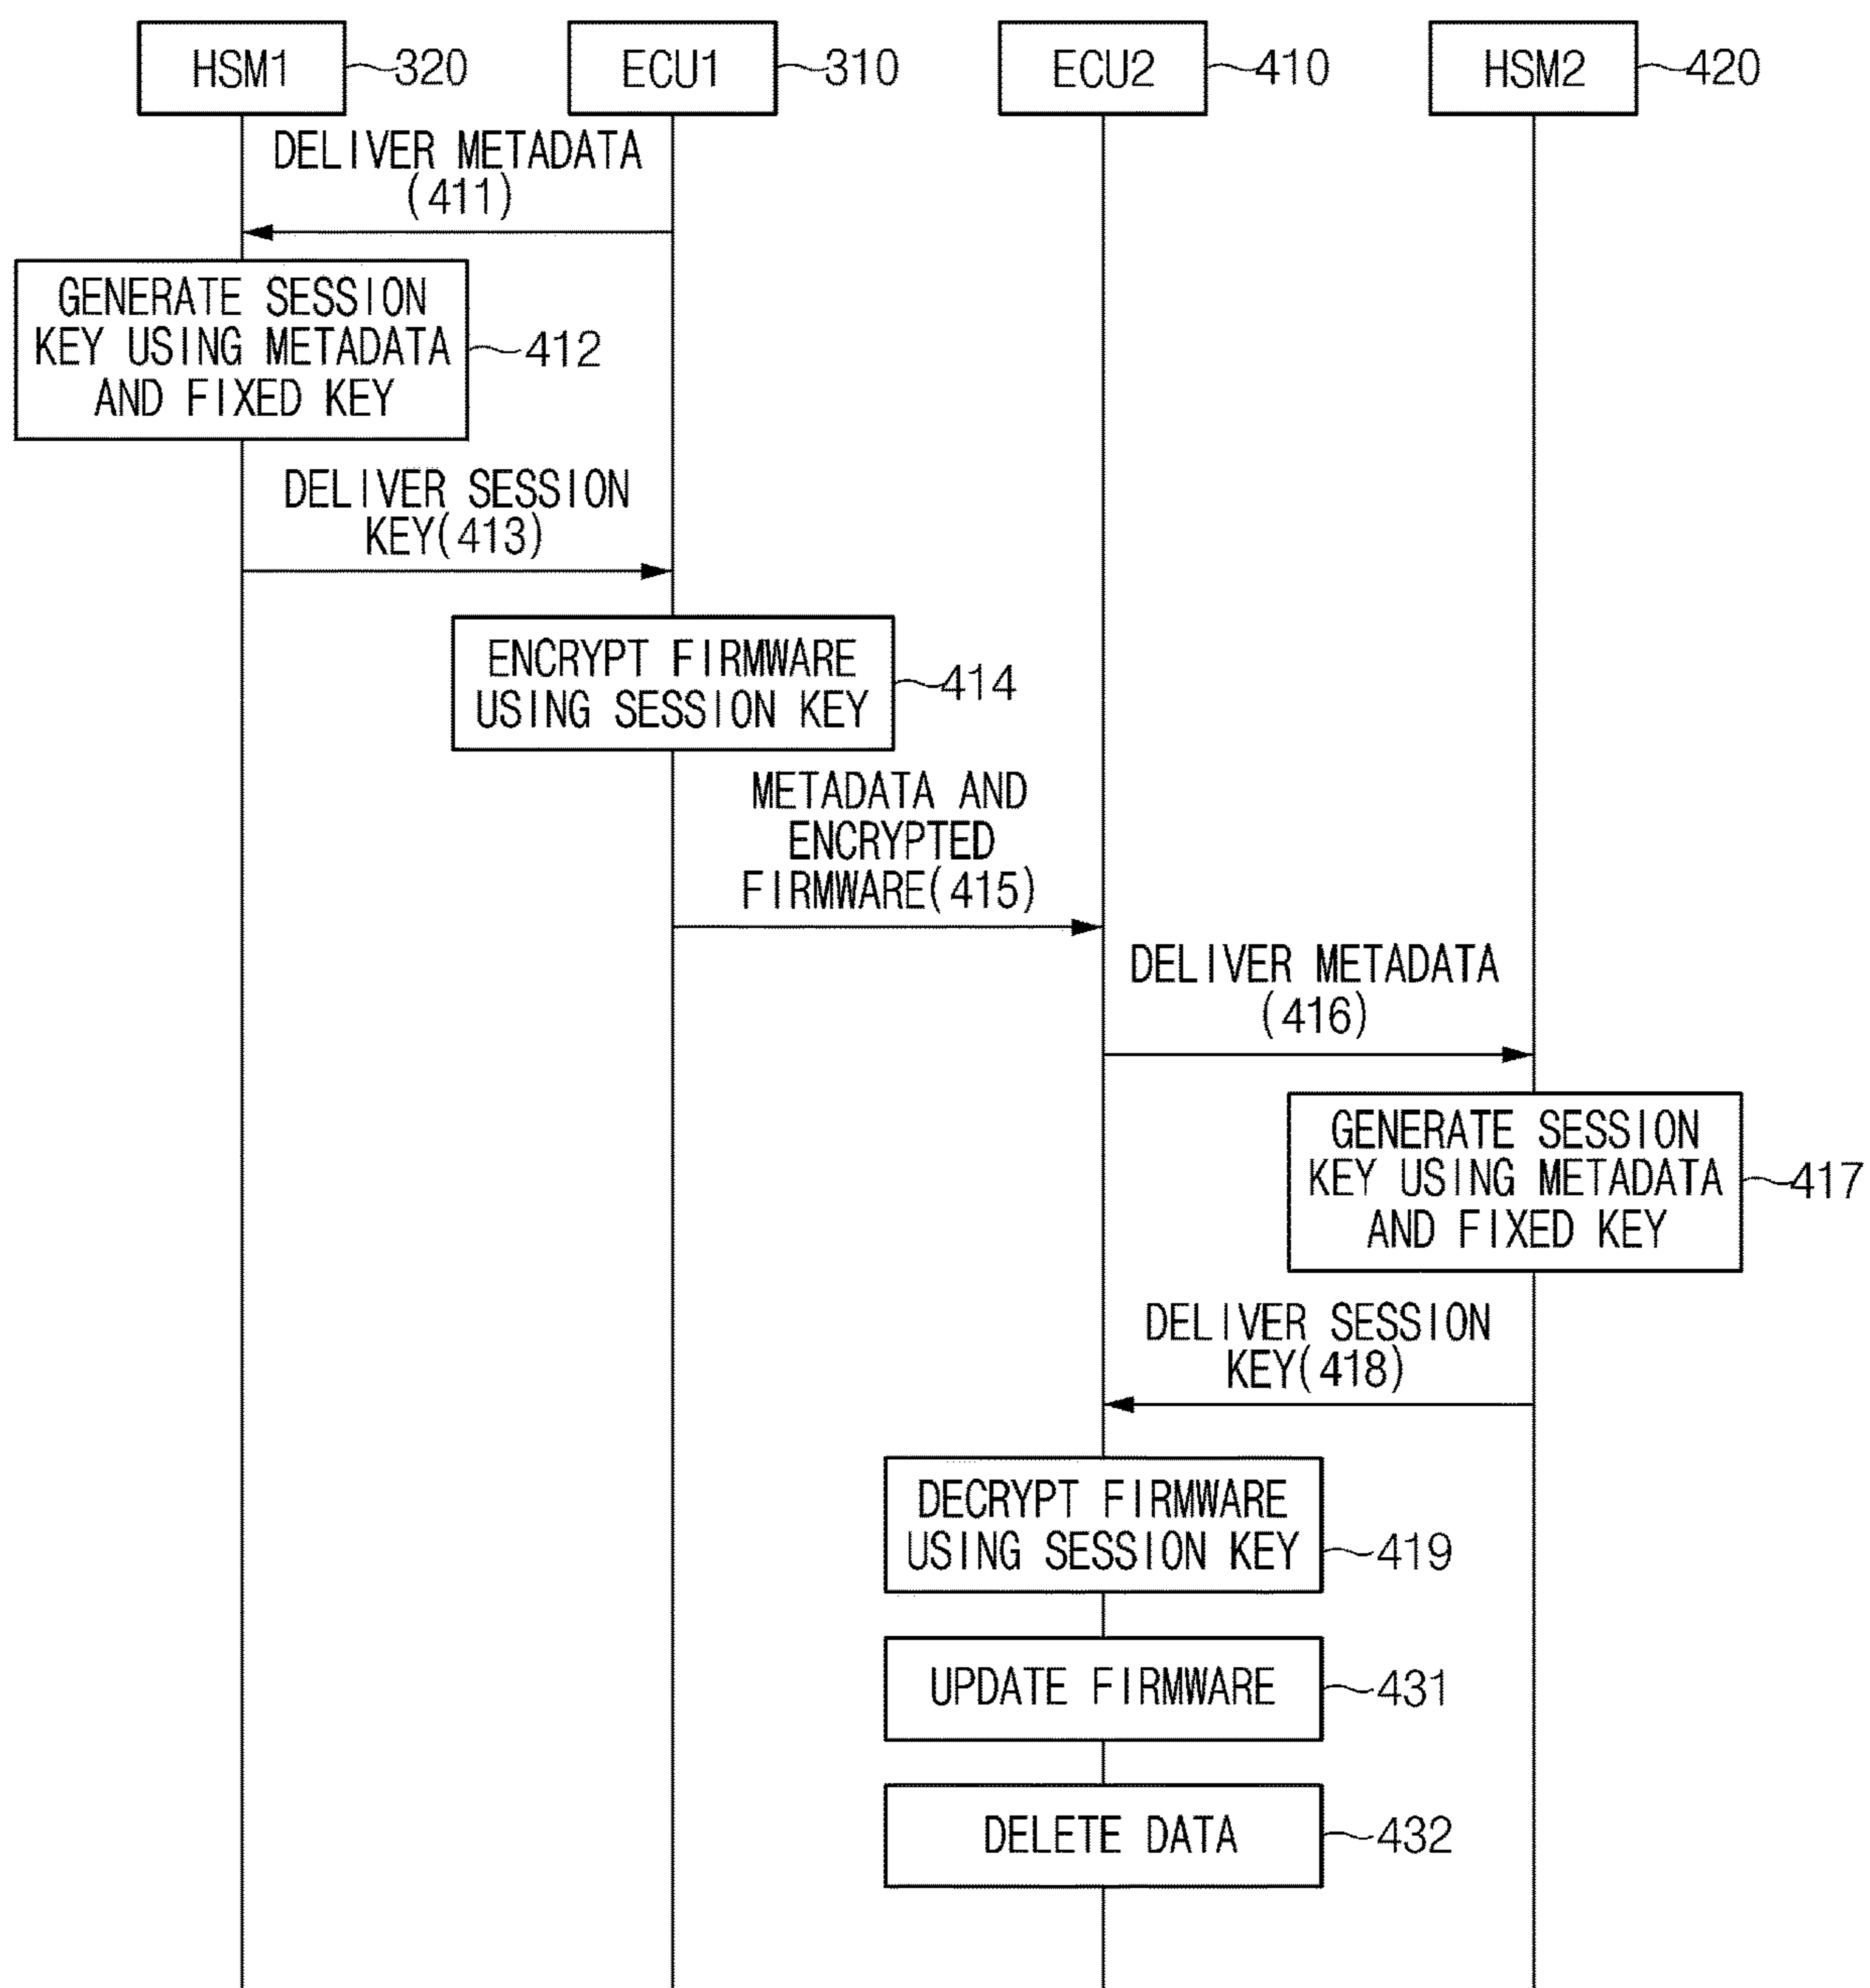 HSM1 320 ECU1 310 ECU2 410 HSM2 420
DELIVER METADATA
(411)
GENERATE SESSION
KEY USING METADATA
AND FIXED KEY
412
DELIVER SESSION
KEY(413)
ENCRYPT FIRMWARE
USING SESSION KEY
414
METADATA AND
ENCRYPTED
FIRMWARE(415)
DELIVER METADATA
(416)
GENERATE SESSION
KEY USING METADATA
AND FIXED KEY
417
DELIVER SESSION
KEY(418)
DECRYPT FIRMWARE
USING SESSION KEY
419
UPDATE FIRMWARE
431
DELETE DATA
432